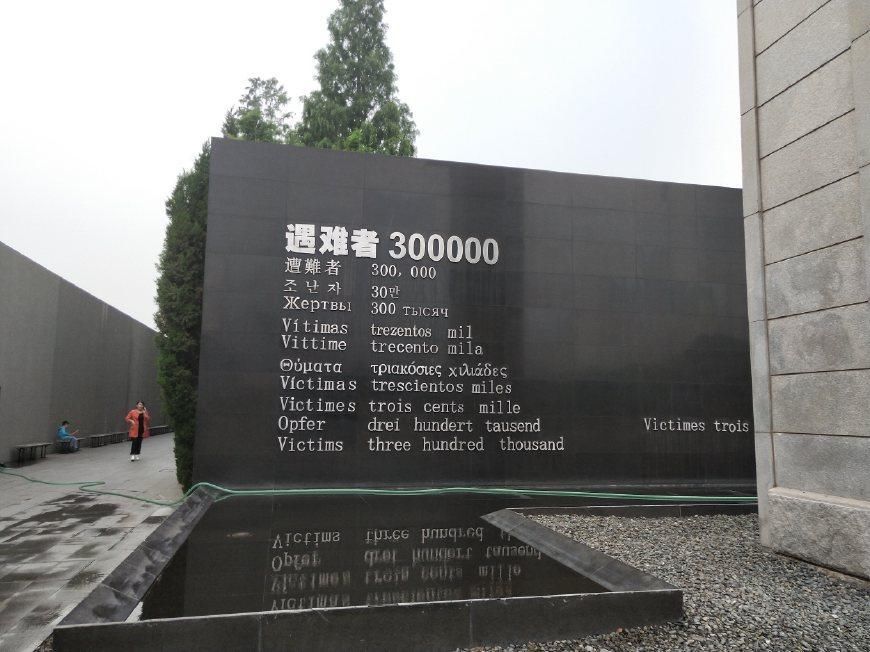 遇难者 300000
遭難者 300，000
조난자 30만
Жертвы 300 тысяч
Vítimas trezentos mil
Vittime trecento mila
Θύματα τριακόσιες χιλιάδες
Víctimas trescientos miles
Victimes trois cents mille
Opfer drei hundert tausend
Victims three hundred thousand
Victimes trois